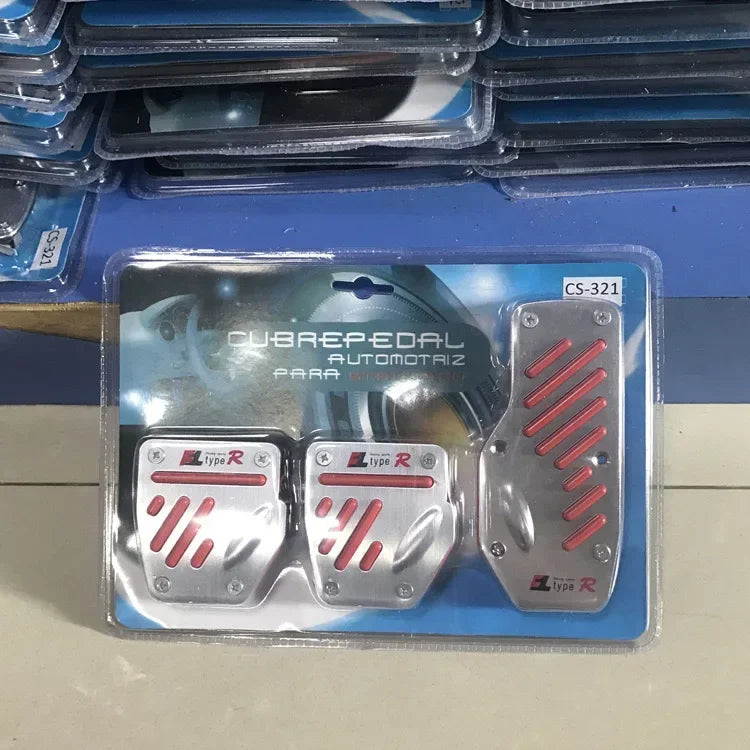 CS-321
CS-321
CUBREPEDAL
AUTOMOTRIZ
PARA
type R
type R
type R